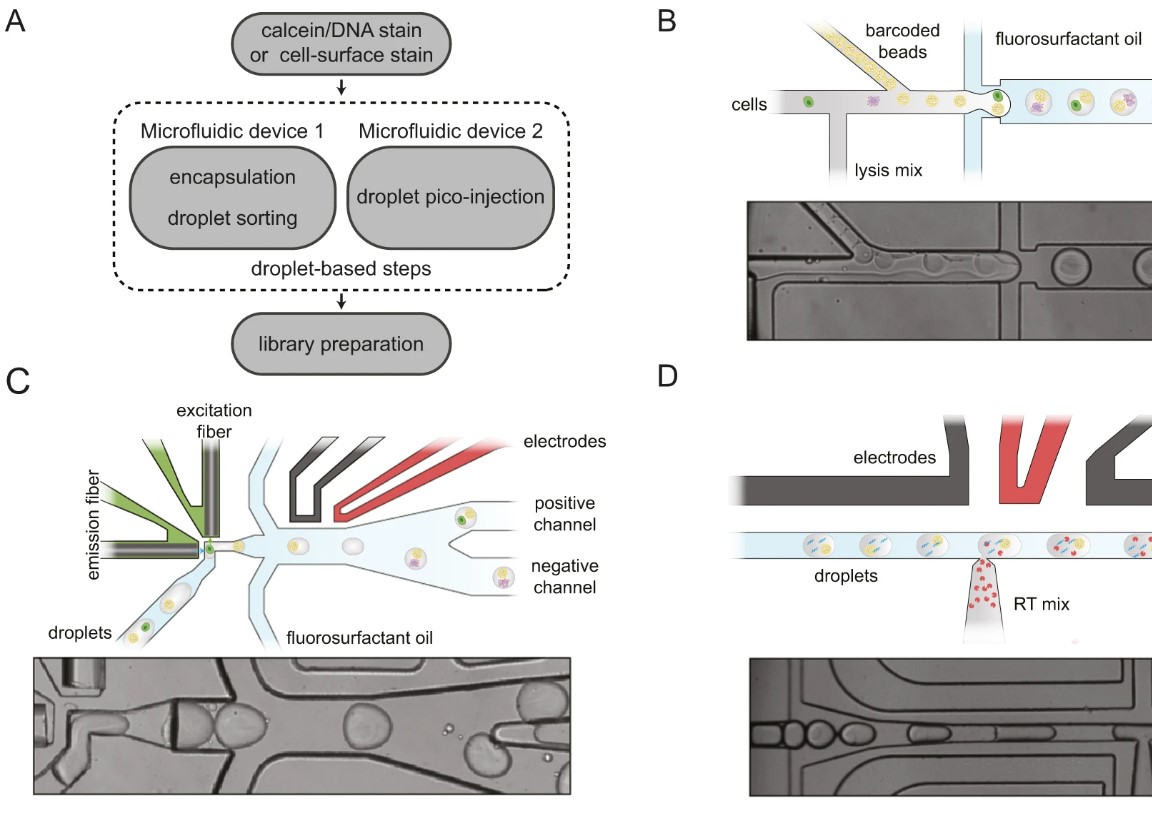 A
calcein/DNA stain
or cell-surface stain
Microfluidic device 1
Microfluidic device 2
encapsulation
droplet sorting
droplet pico-injection
droplet-based steps
library preparation
B
barcoded
beads
fluorosurfactant oil
cells
lysis mix
C
excitation
fiber
emission fiber
electrodes
positive
channel
negative
channel
droplets
fluorosurfactant oil
D
electrodes
droplets
RT mix